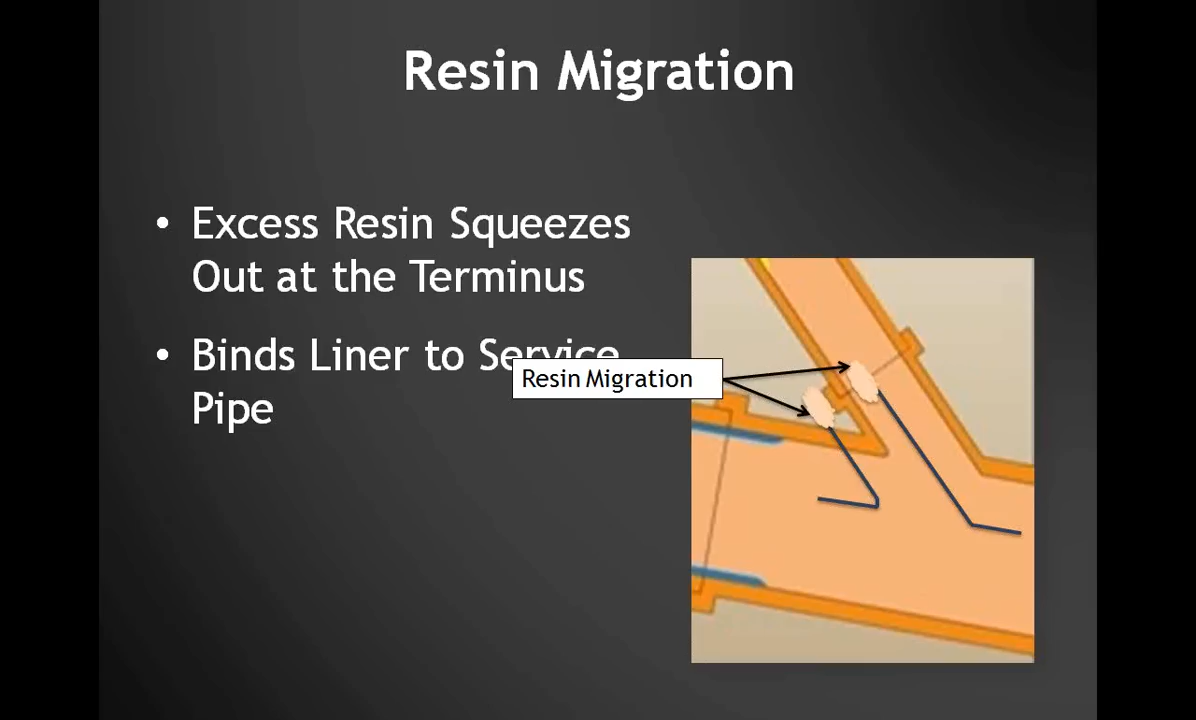 Resin Migration
• Excess Resin Squeezes
Out at the Terminus
• Binds Liner to Service
Pipe
Resin Migration